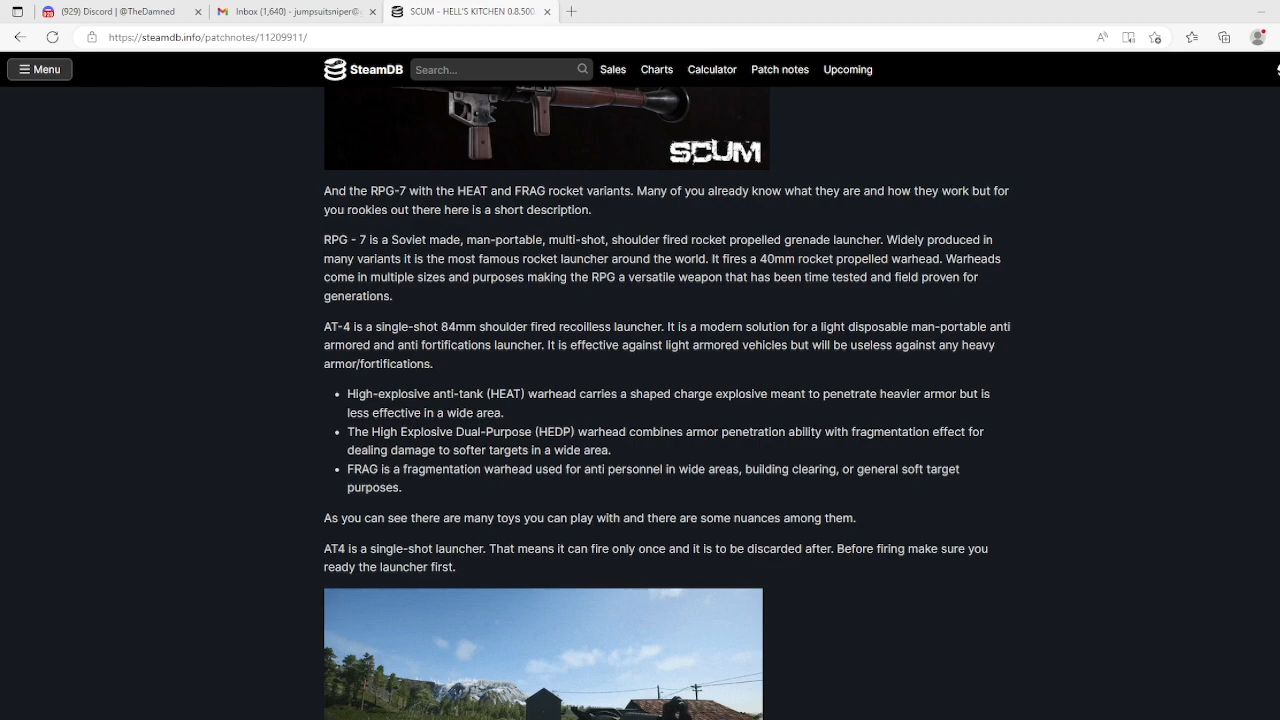 (929) Discord | @TheDamned
Inbox (1,640) - jumpsuitsniper@
SCUM - HELL'S KITCHEN 0.8.500
https://steamdb.info/patchnotes/11209911/
Menu
SteamDB
Search...
Sales
Charts
Calculator
Patch notes
Upcoming
SCUM
And the RPG-7 with the HEAT and FRAG rocket variants. Many of you already know what they are and how they work but for
you rookies out there here is a short description.
RPG - 7 is a Soviet made, man-portable, multi-shot, shoulder fired rocket propelled grenade launcher. Widely produced in
many variants it is the most famous rocket launcher around the world. It fires a 40mm rocket propelled warhead. Warheads
come in multiple sizes and purposes making the RPG a versatile weapon that has been time tested and field proven for
generations.
AT-4 is a single-shot 84mm shoulder fired recoilless launcher. It is a modern solution for a light disposable man-portable anti
armored and anti fortifications launcher. It is effective against light armored vehicles but will be useless against any heavy
armor/fortifications.
• High-explosive anti-tank (HEAT) warhead carries a shaped charge explosive meant to penetrate heavier armor but is
less effective in a wide area.
• The High Explosive Dual-Purpose (HEDP) warhead combines armor penetration ability with fragmentation effect for
dealing damage to softer targets in a wide area.
• FRAG is a fragmentation warhead used for anti personnel in wide areas, building clearing, or general soft target
purposes.
As you can see there are many toys you can play with and there are some nuances among them.
AT4 is a single-shot launcher. That means it can fire only once and it is to be discarded after. Before firing make sure you
ready the launcher first.